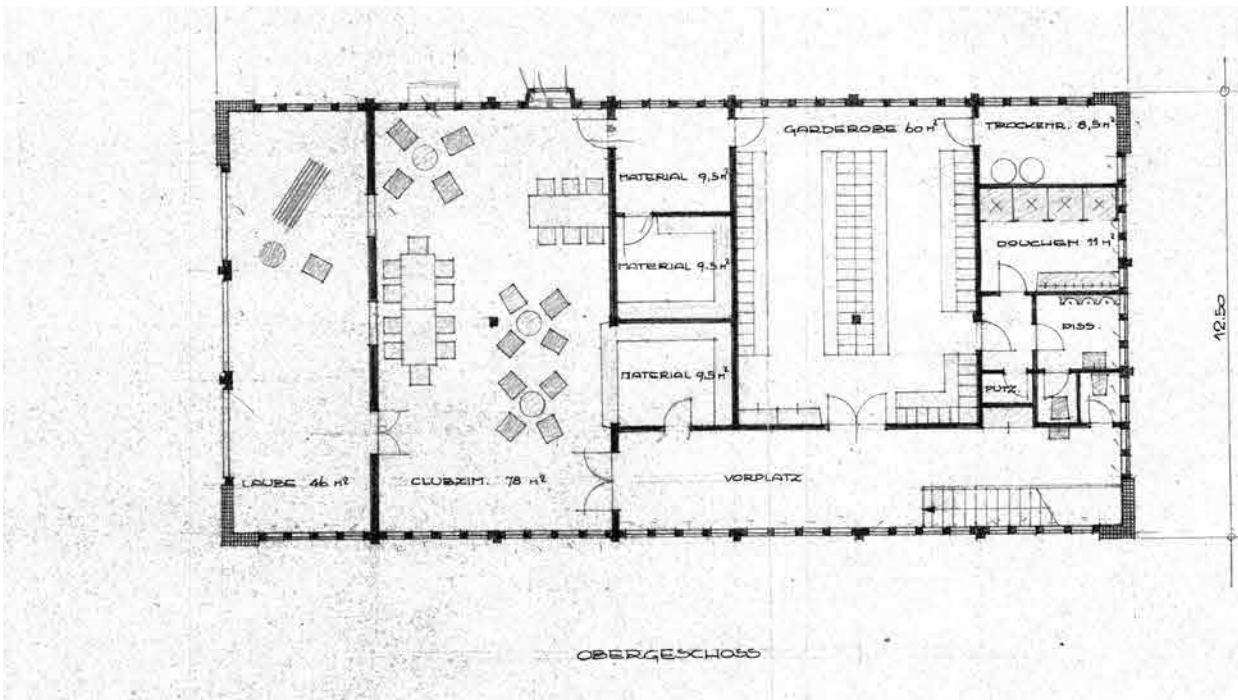 GARDEROBE 60 m²
TROCKENR. 8,5 m²
MATERIAL 9,5 m²
DOUCHEN 11 m²
MATERIAL 9.5 m²
PISS.
12.50
MATERIAL 9,5 m²
PUTZ.
LAUBE 46 m²
CLUBZIM. 78 m²
VORPLATZ
OBERGESCHOSS